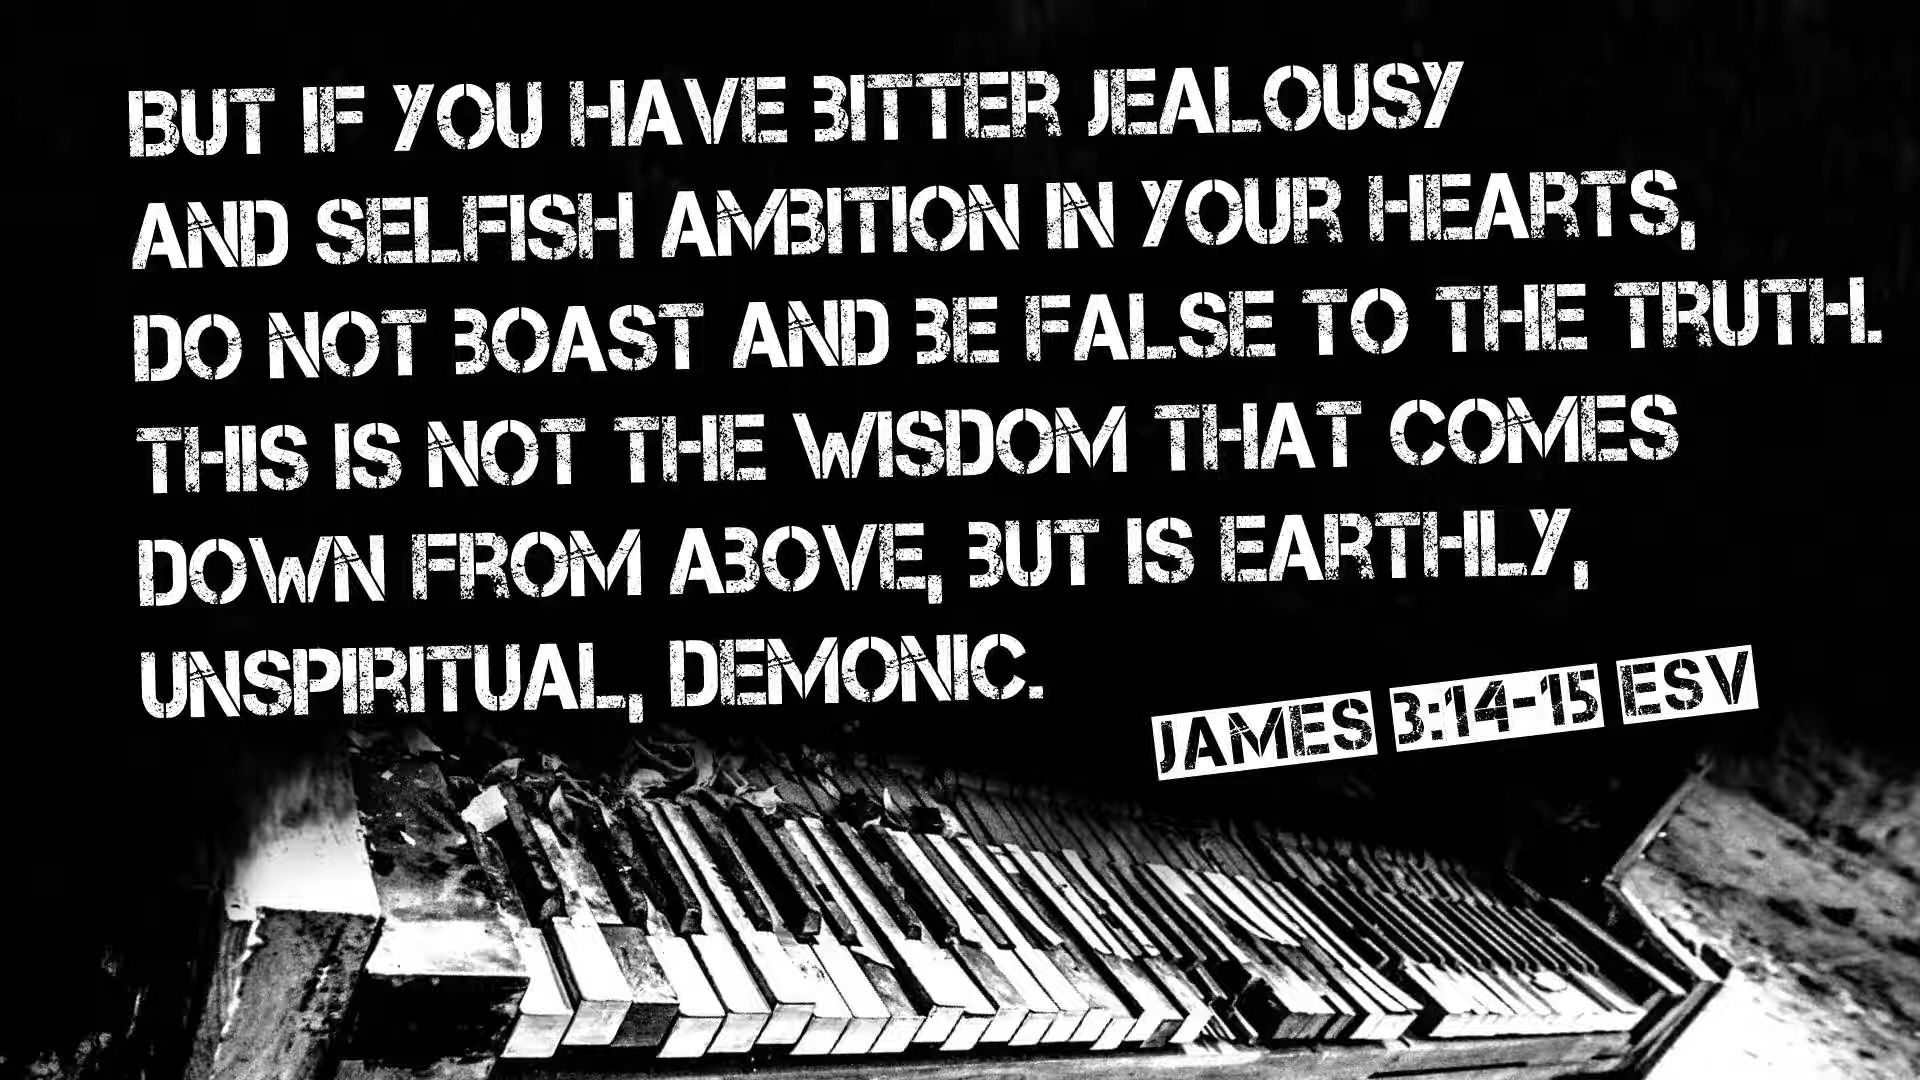 BUT IF YOU HAVE BITTER JEALOUSY
AND SELFISH AMBITION IN YOUR HEARTS,
DO NOT BOAST AND BE FALSE TO THE TRUTH.
THIS IS NOT THE WISDOM THAT COMES
DOWN FROM ABOVE, BUT IS EARTHLY,
UNSPIRITUAL, DEMONIC.
JAMES 3:14-15 ESV